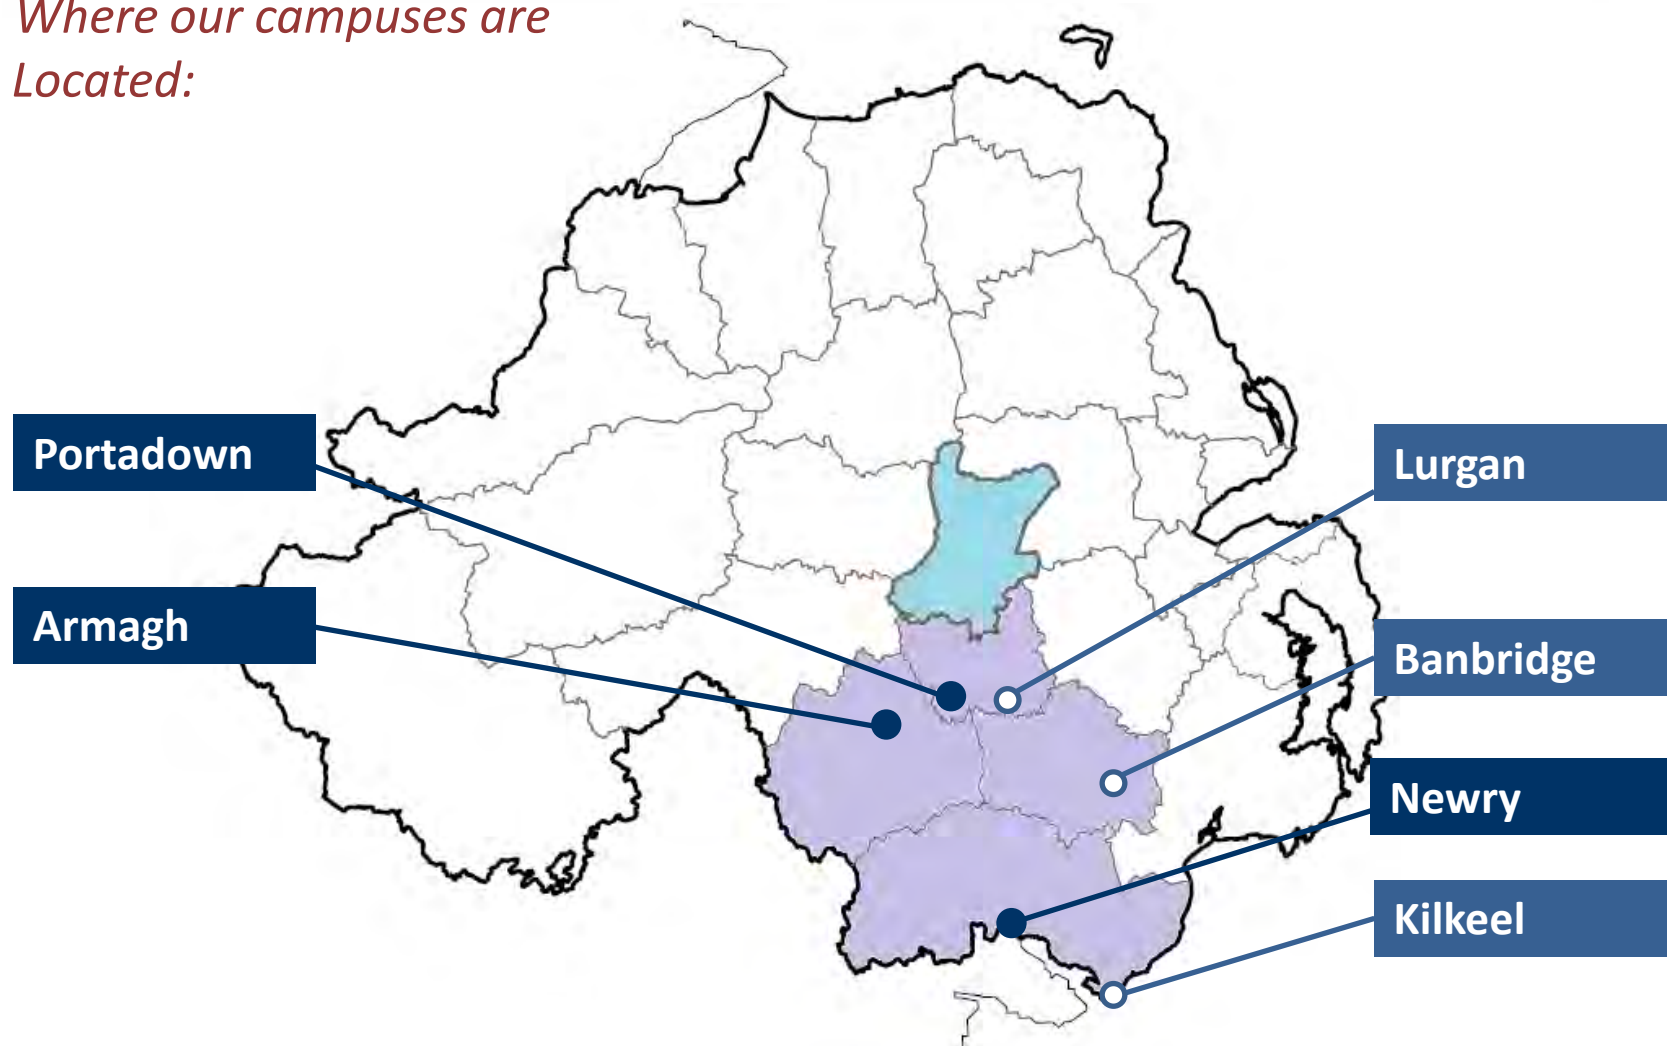 Where our campuses are
Located:
Portadown
Armagh
Lurgan
Banbridge
Newry
Kilkeel